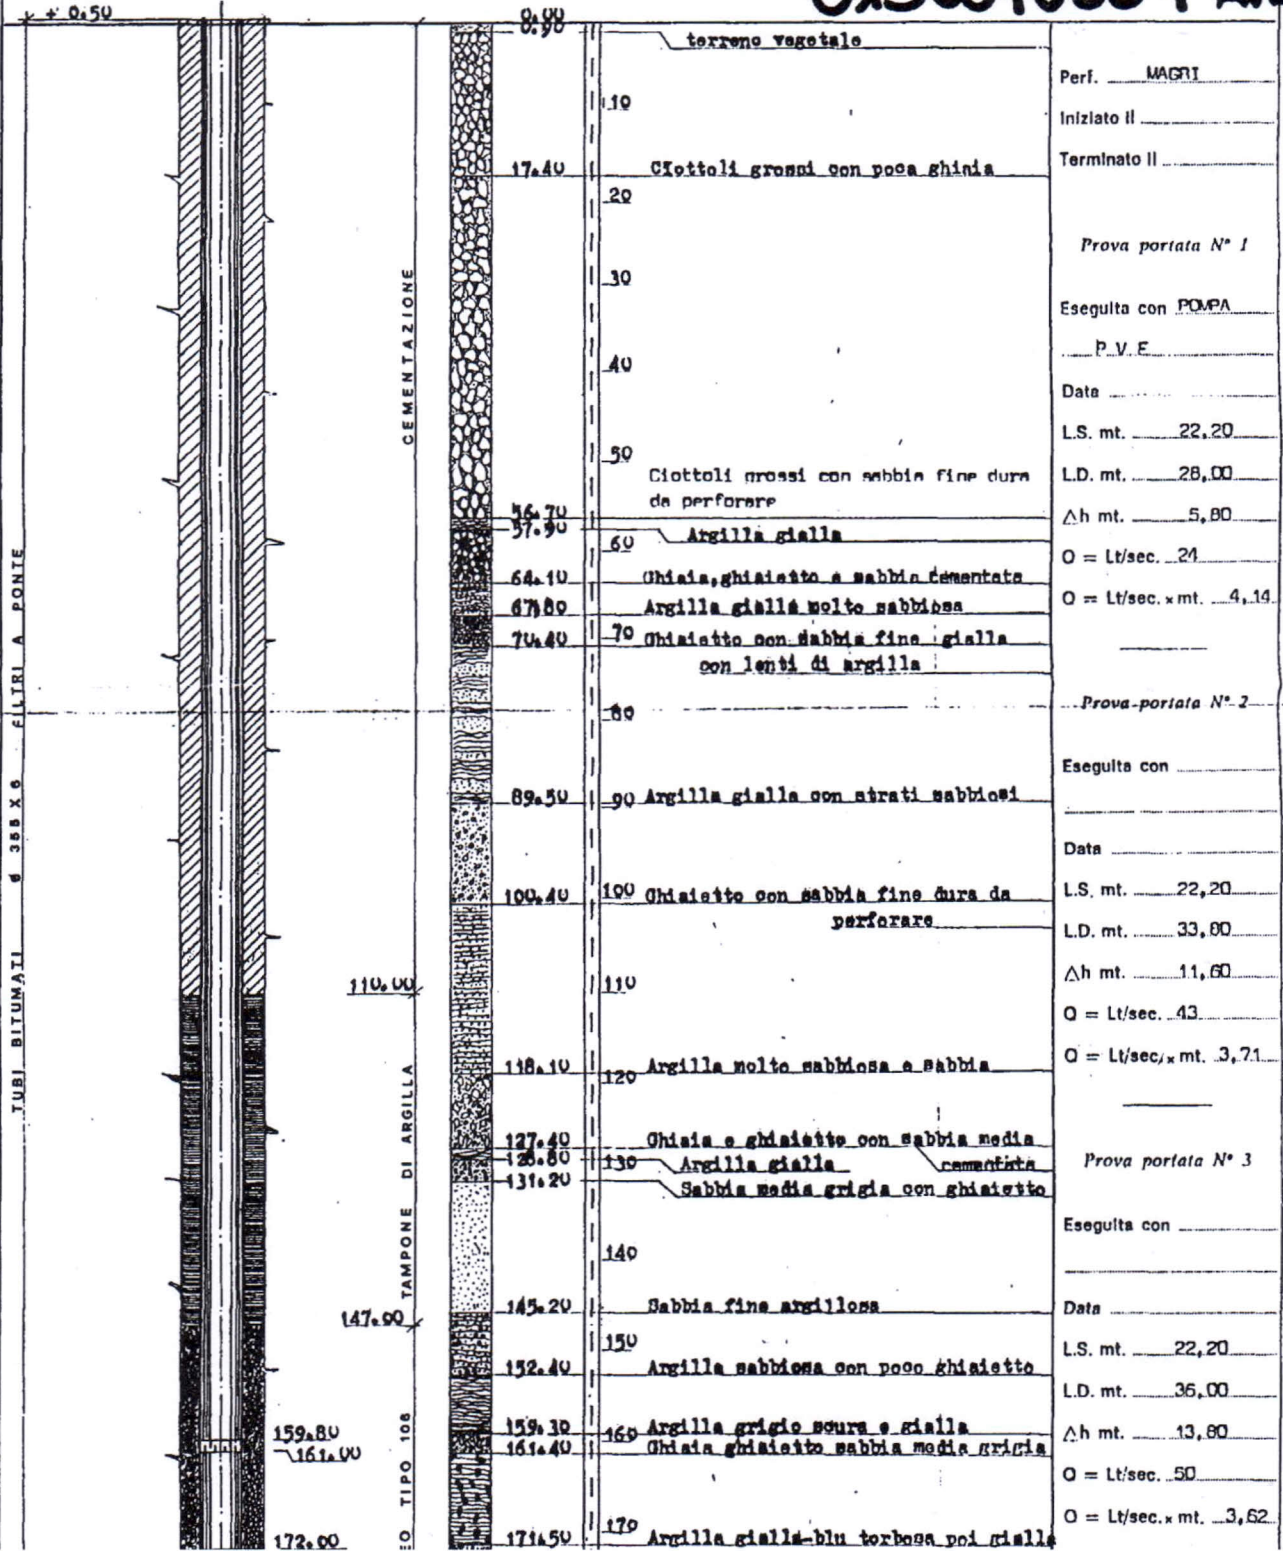 + 0.50
0.00
0.90
terreno vegetale
10
17.40 Ciottoli grossi con poca ghiaia
20
30
40
50
Ciottoli grossi con sabbia fine dura
da perforare
56.70
57.90
Argilla gialla
60
64.10 Ghiaia,ghiaietto e sabbia cementata
67.80 Argilla gialla molto sabbiosa
70.40 70 Ghiaietto con sabbia fine gialla
con lenti di argilla
80
89.50 90 Argilla gialla con strati sabbiosi
100.40 100 Ghiaietto con sabbia fine dura da
perforare
110.00
110
118.10 Argilla molto sabbiosa e sabbia
120
127.40 Ghiaia e ghiaietto con sabbia media
cementata
128.80 130 Argilla gialla
131.20 Sabbia media grigia con ghiaietto
140
145.20 Sabbia fine argillosa
147.00
150
152.40 Argilla sabbiosa con poco ghiaietto
159.30 160 Argilla grigio scura e gialla
159.80
161.00
161.40 Ghiaia ghiaietto sabbia media grigia
170
172.00
171.50 Argilla gialla-blu torbosa poi gialla
TUBI BITUMATI ø 355 X 6 FILTRI A PONTE
CEMENTAZIONE
TAMPONE DI ARGILLA
EO TIPO 108
Perf. MAGRI
Iniziato il
Terminato il
Prova portata N° 1
Eseguita con POMPA
P V E
Data
L.S. mt. 22,20
L.D. mt. 28,00
△h mt. 5,80
Q = Lt/sec. 24
Q = Lt/sec. x mt. 4,14
Prova portata N° 2
Eseguita con
Data
L.S. mt. 22,20
L.D. mt. 33,80
△h mt. 11,60
Q = Lt/sec. 43
Q = Lt/sec. x mt. 3,71
Prova portata N° 3
Eseguita con
Data
L.S. mt. 22,20
L.D. mt. 36,00
△h mt. 13,80
Q = Lt/sec. 50
Q = Lt/sec. x mt. 3,62